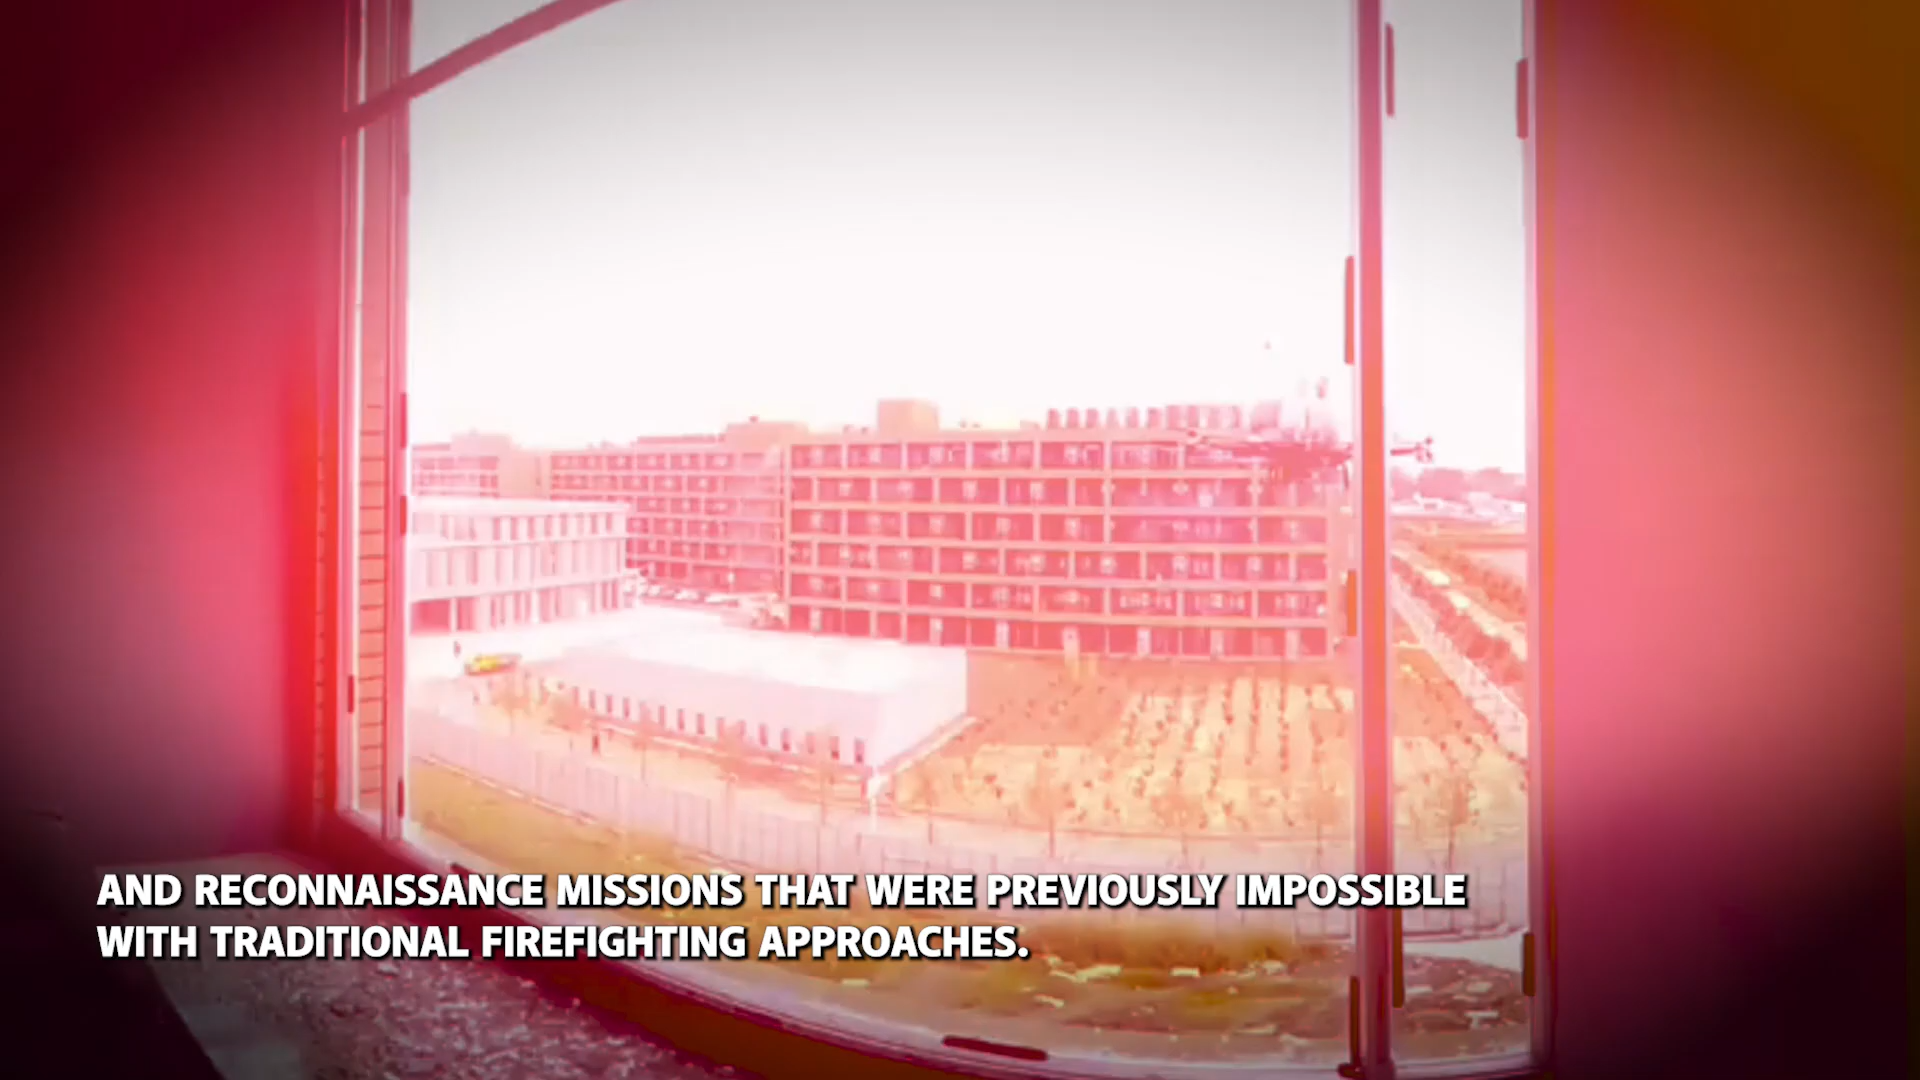 AND RECONNAISSANCE MISSIONS THAT WERE PREVIOUSLY IMPOSSIBLE
WITH TRADITIONAL FIREFIGHTING APPROACHES.